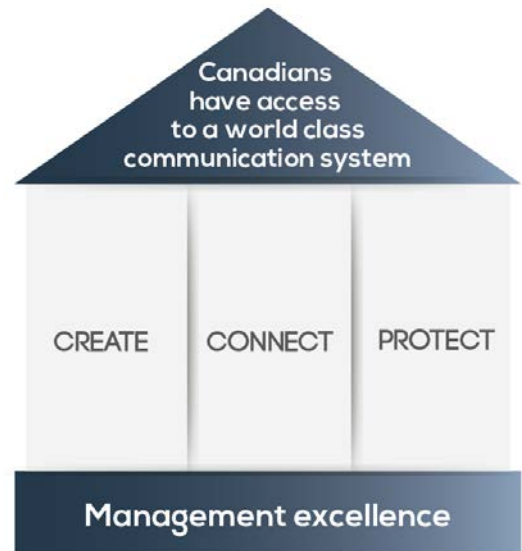 Canadians
have access
to a world class
communication system
CREATE
CONNECT
PROTECT
Management excellence